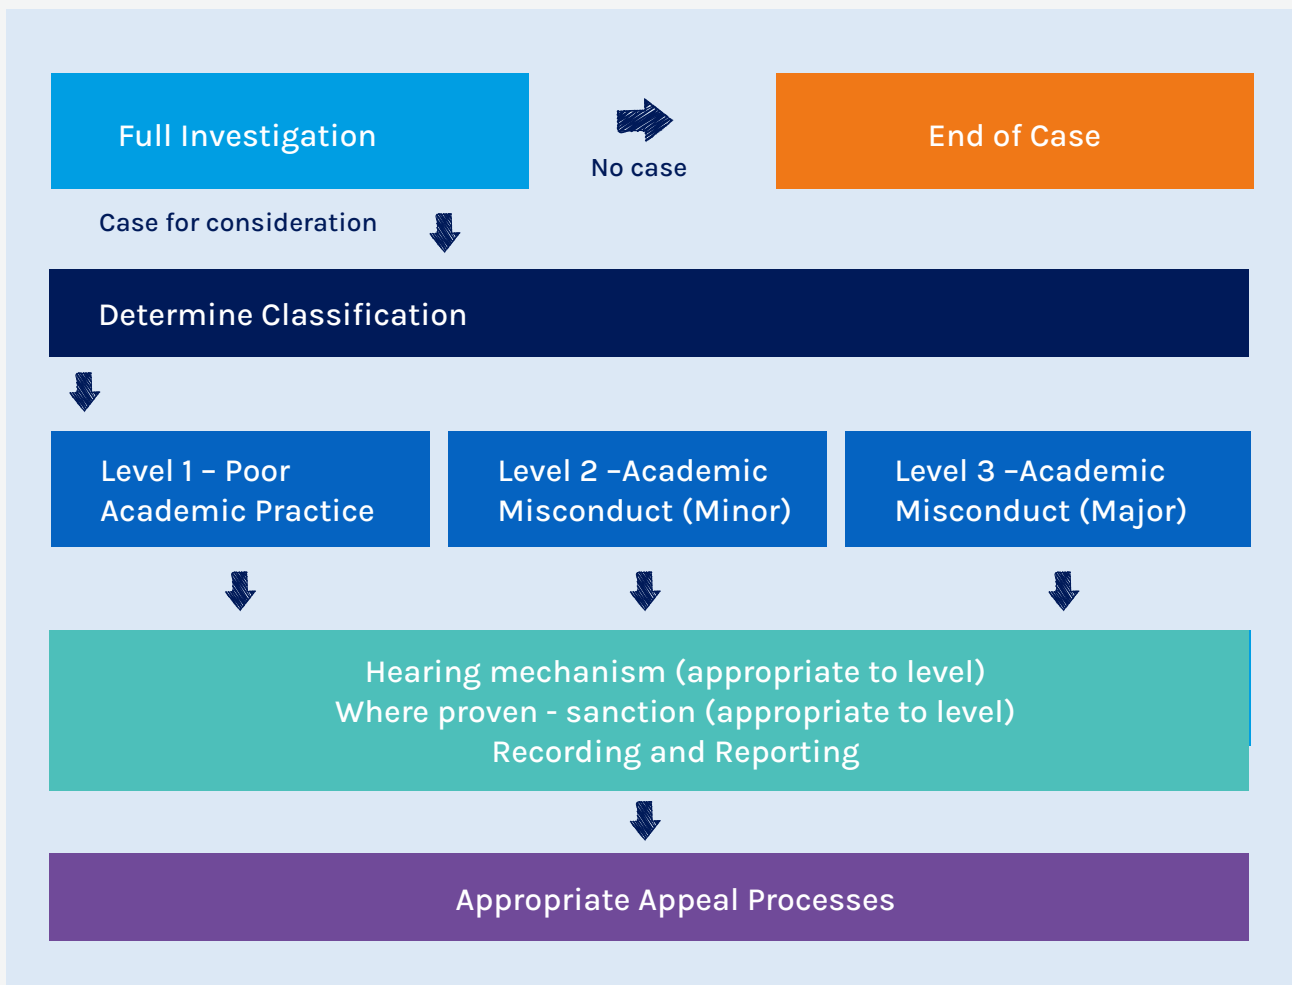 Full Investigation
No case
End of Case
Case for consideration
Determine Classification
Level 1 – Poor
Academic Practice
Level 2 –Academic
Misconduct (Minor)
Level 3 –Academic
Misconduct (Major)
Hearing mechanism (appropriate to level)
Where proven - sanction (appropriate to level)
Recording and Reporting
Appropriate Appeal Processes